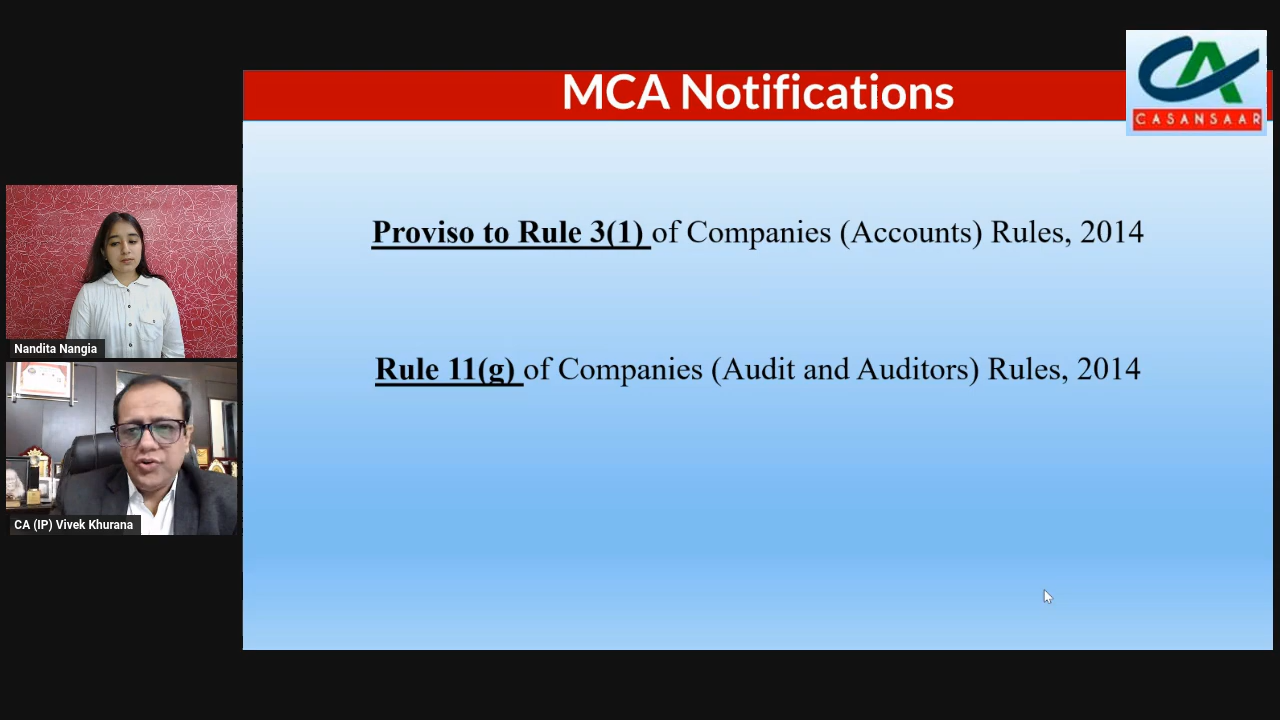 MCA Notifications
CASANSAAR
Proviso to Rule 3(1) of Companies (Accounts) Rules, 2014
Rule 11(g) of Companies (Audit and Auditors) Rules, 2014
Nandita Nangia
CA (IP) Vivek Khurana